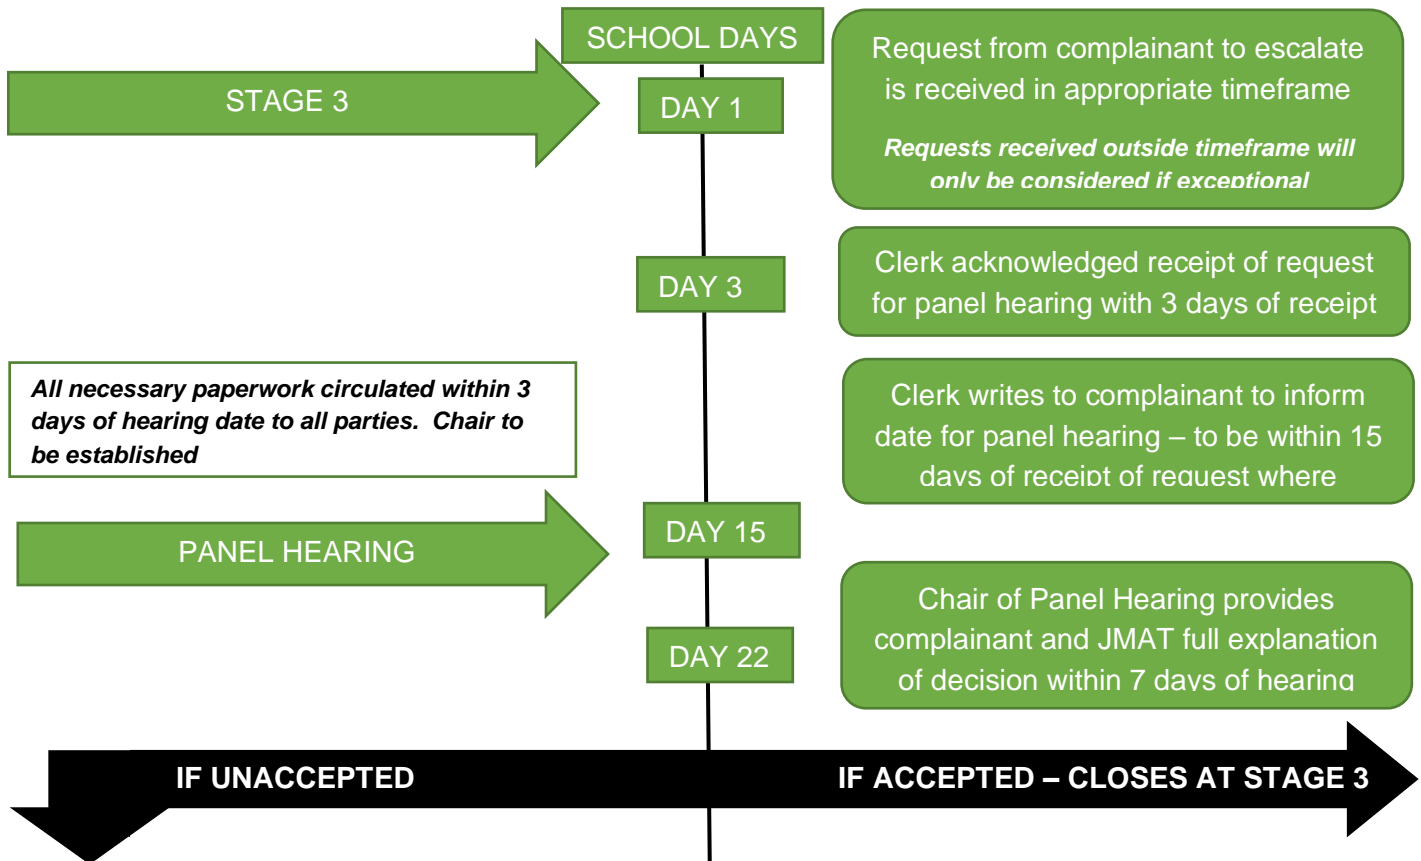 SCHOOL DAYS
STAGE 3
DAY 1
Request from complainant to escalate
is received in appropriate timeframe
Requests received outside timeframe will
only be considered if exceptional
DAY 3
Clerk acknowledged receipt of request
for panel hearing with 3 days of receipt
All necessary paperwork circulated within 3
days of hearing date to all parties. Chair to
be established
Clerk writes to complainant to inform
date for panel hearing – to be within 15
days of receipt of request where
PANEL HEARING
DAY 15
DAY 22
Chair of Panel Hearing provides
complainant and JMAT full explanation
of decision within 7 days of hearing
IF UNACCEPTED
IF ACCEPTED – CLOSES AT STAGE 3